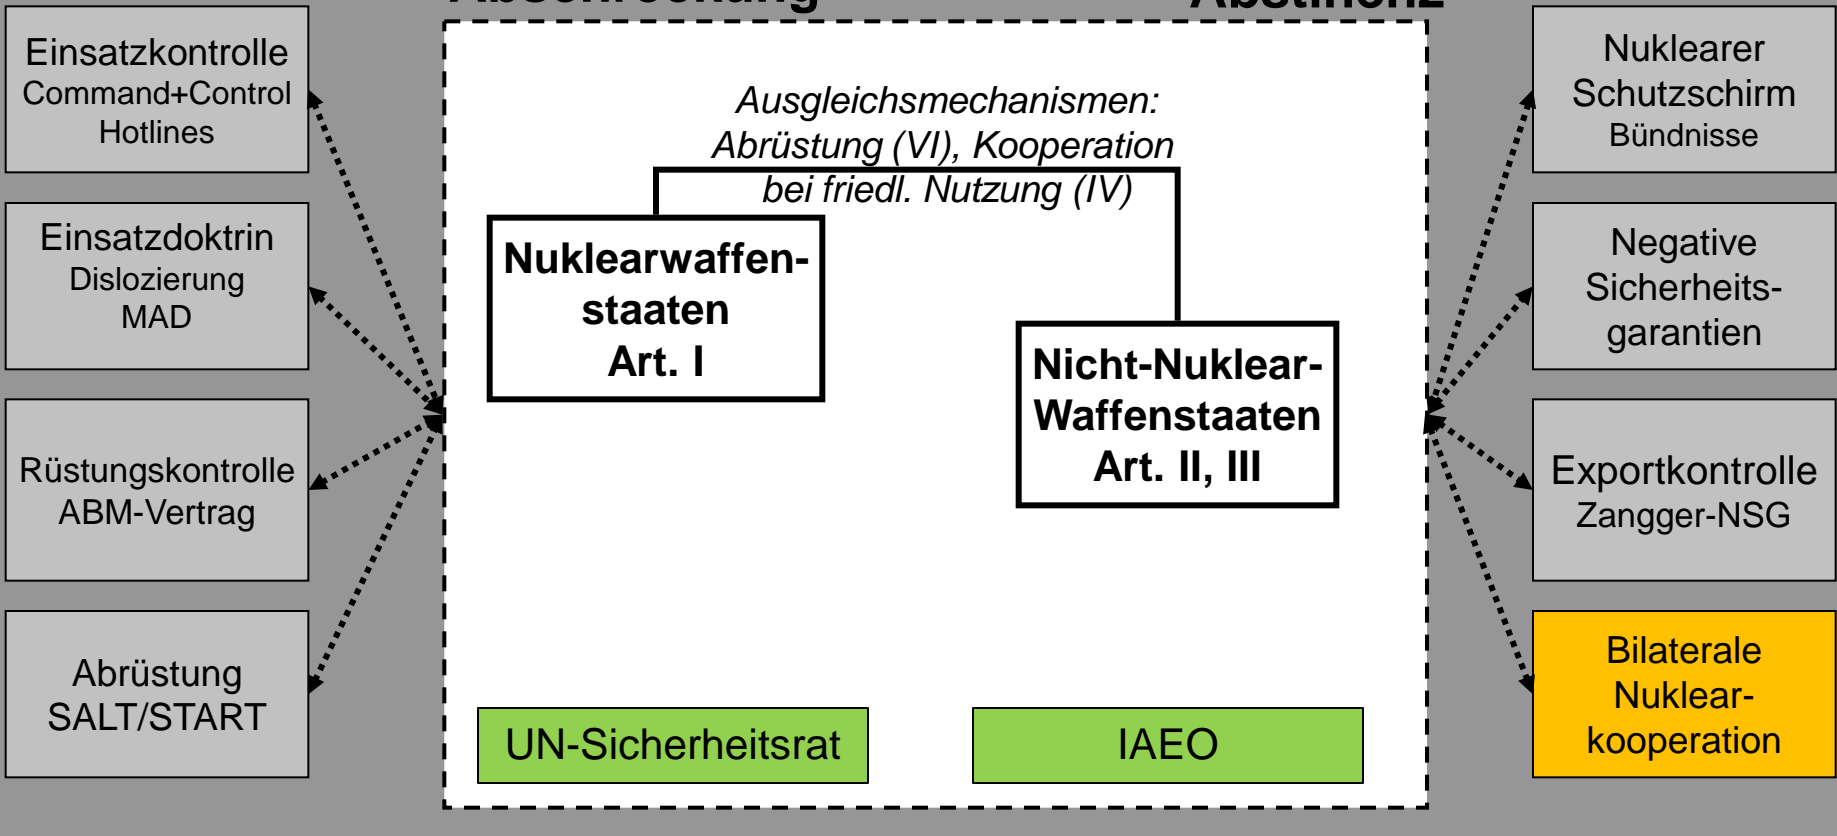 Abschreckung
Abstinenz
Einsatzkontrolle
Command+Control
Hotlines
Einsatzdoktrin
Dislozierung
MAD
Rüstungskontrolle
ABM-Vertrag
Abrüstung
SALT/START
Ausgleichsmechanismen:
Abrüstung (VI), Kooperation
bei friedl. Nutzung (IV)
Nuklearwaffen-
staaten
Art. I
Nicht-Nuklear-
Waffenstaaten
Art. II, III
UN-Sicherheitsrat
IAEO
Nuklearer
Schutzschirm
Bündnisse
Negative
Sicherheits-
garantien
Exportkontrolle
Zangger-NSG
Bilaterale
Nuklear-
kooperation